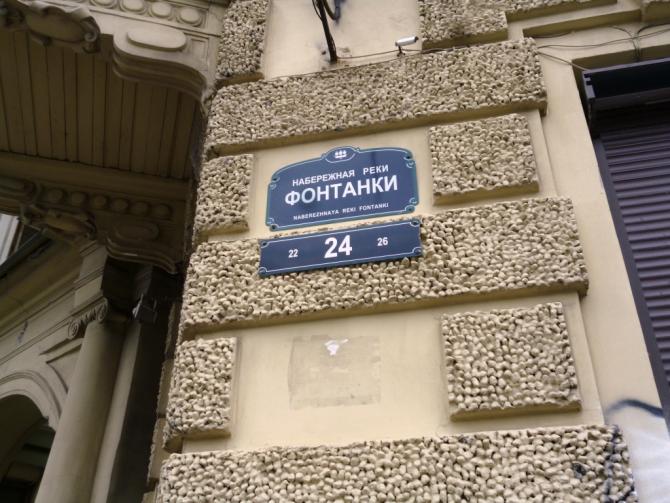 НАБЕРЕЖНАЯ РЕКИ
ФОНТАНКИ
NABEREZHNAYA REKI FONTANKI
22 24 26